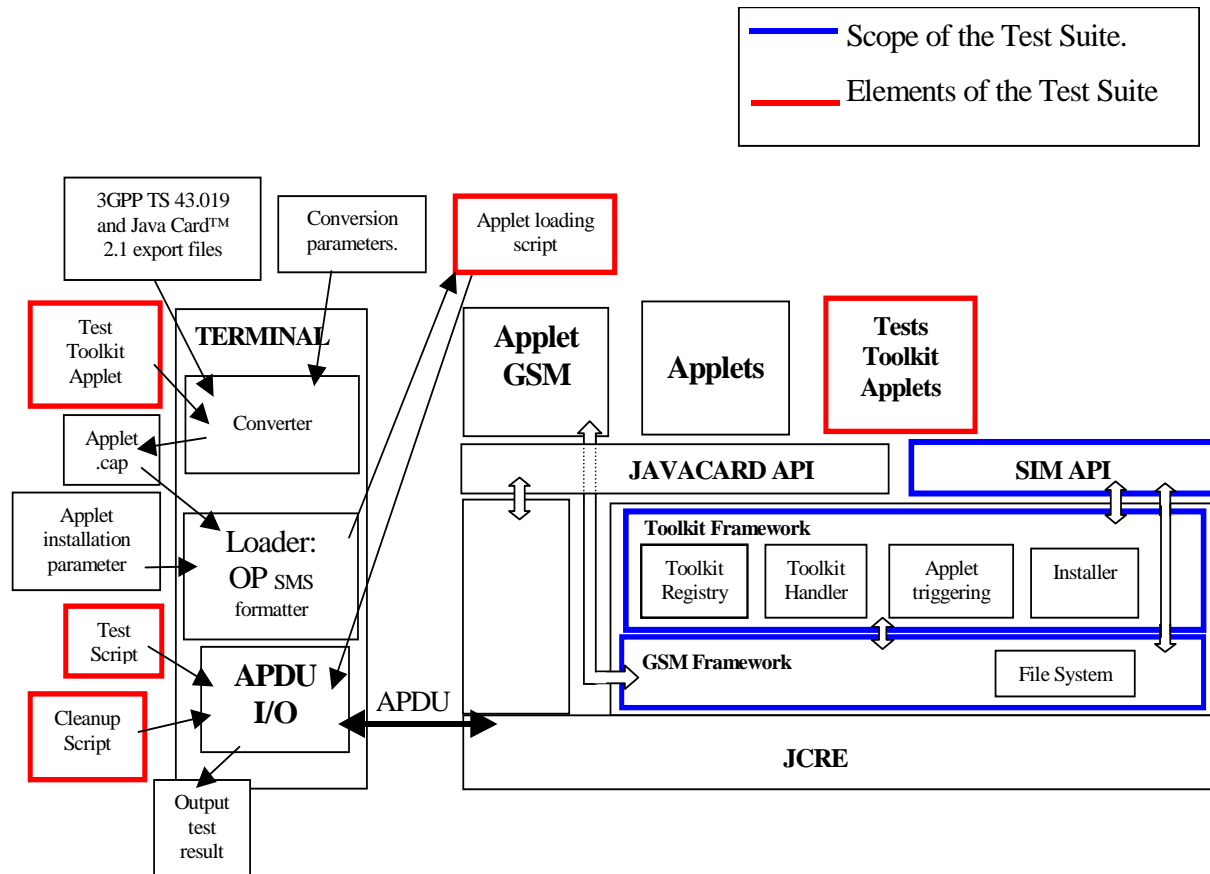 Scope of the Test Suite.
Elements of the Test Suite
3GPP TS 43.019
and Java Card™
2.1 export files
Conversion
parameters.
Applet loading
script
Test
Toolkit
Applet
TERMINAL
Converter
Applet
.cap
Applet
installation
parameter
Loader:
OP SMS
formatter
Test
Script
APDU
I/O
Cleanup
Script
Output
test
result
APDU
Applet
GSM
Applets
Tests
Toolkit
Applets
JAVACARD API
SIM API
Toolkit Framework
Toolkit
Registry
Toolkit
Handler
Applet
triggering
Installer
GSM Framework
File System
JCRE